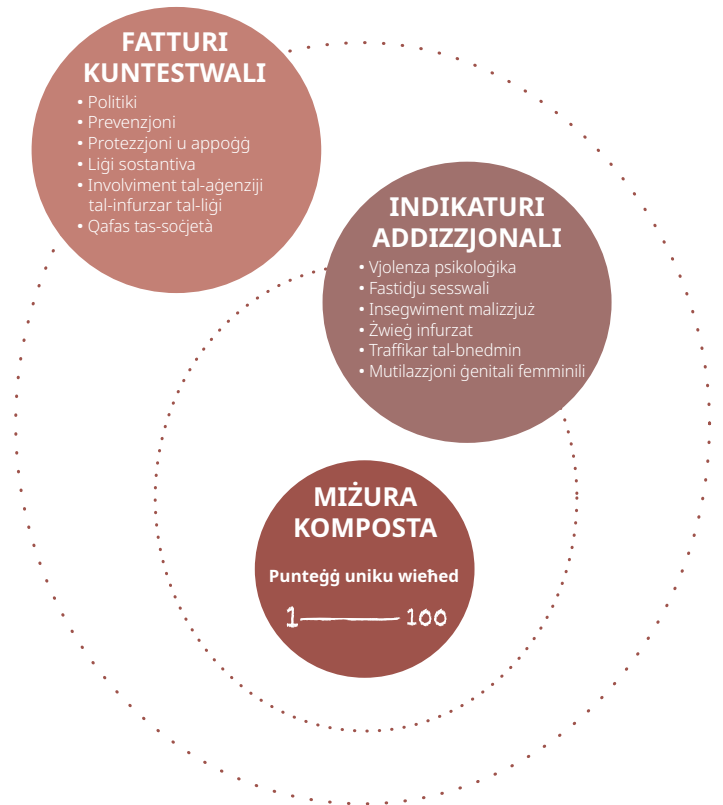 FATTURI
KUNTESTWALI
• Politiki
• Prevenzjoni
• Protezzjoni u appoġġ
• Liġi sostantiva
• Involviment tal-aġenziji
tal-infurzar tal-liġi
• Qafas tas-soċjetà
INDIKATURI
ADDIZZJONALI
• Vjolenza psikoloġika
• Fastidju sesswali
• Insegwiment malizzjuż
• Żwieġ infurzat
• Traffikar tal-bnedmin
• Mutilazzjoni ġenitali femminili
MIŻURA
KOMPOSTA
Punteġġ uniku wieħed
1 100